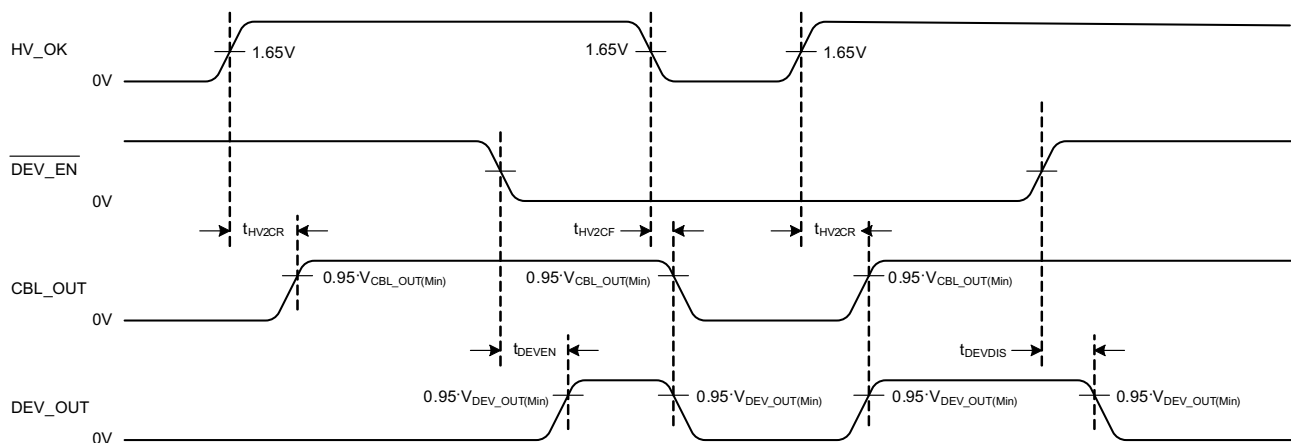 HV_OK
1.65V
1.65V
1.65V
0V
DEV_EN
0V
tHV2CR
tHV2CF
tHV2CR
CBL_OUT
0.95·VCBL_OUT(Min)
0.95·VCBL_OUT(Min)
0.95·VCBL_OUT(Min)
0V
tDEVEN
tDEVDIS
DEV_OUT
0.95·VDEV_OUT(Min)
0.95·VDEV_OUT(Min)
0.95·VDEV_OUT(Min)
0.95·VDEV_OUT(Min)
0V